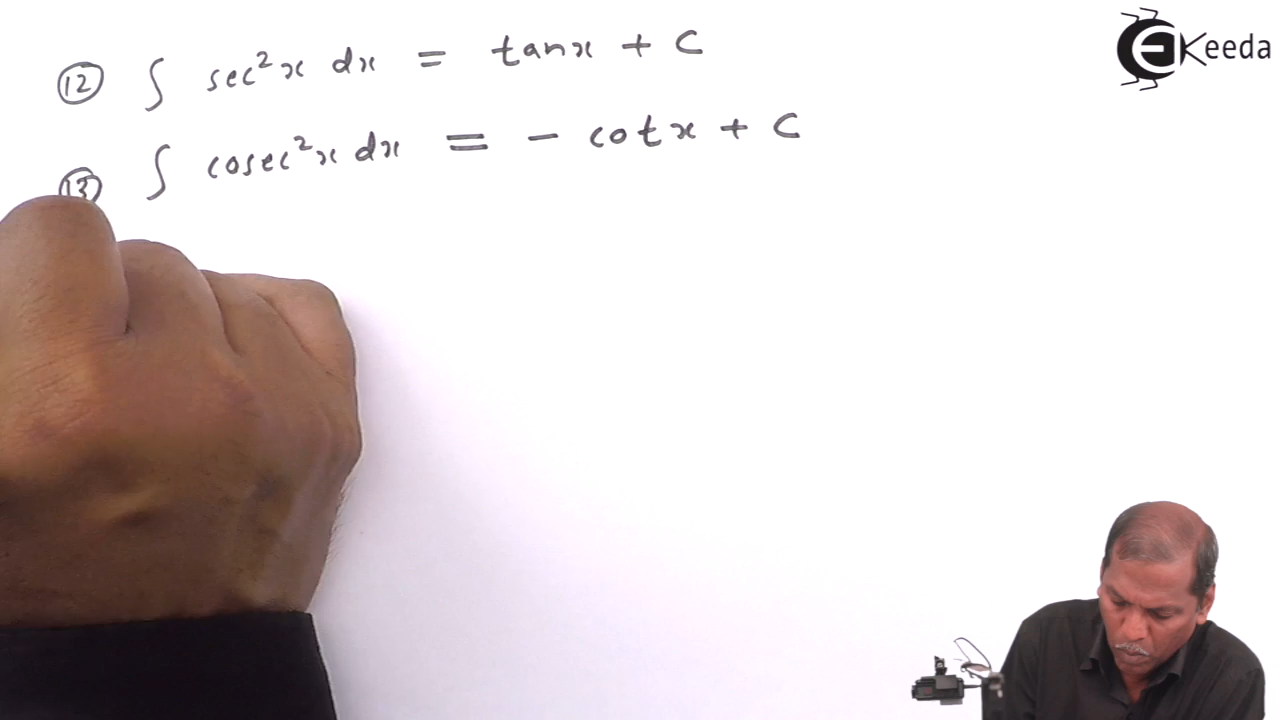 ⑫ ∫ sec²x dx = tanx + C
⑬ ∫ cosec²x dx = - cotx + C
EKeeda